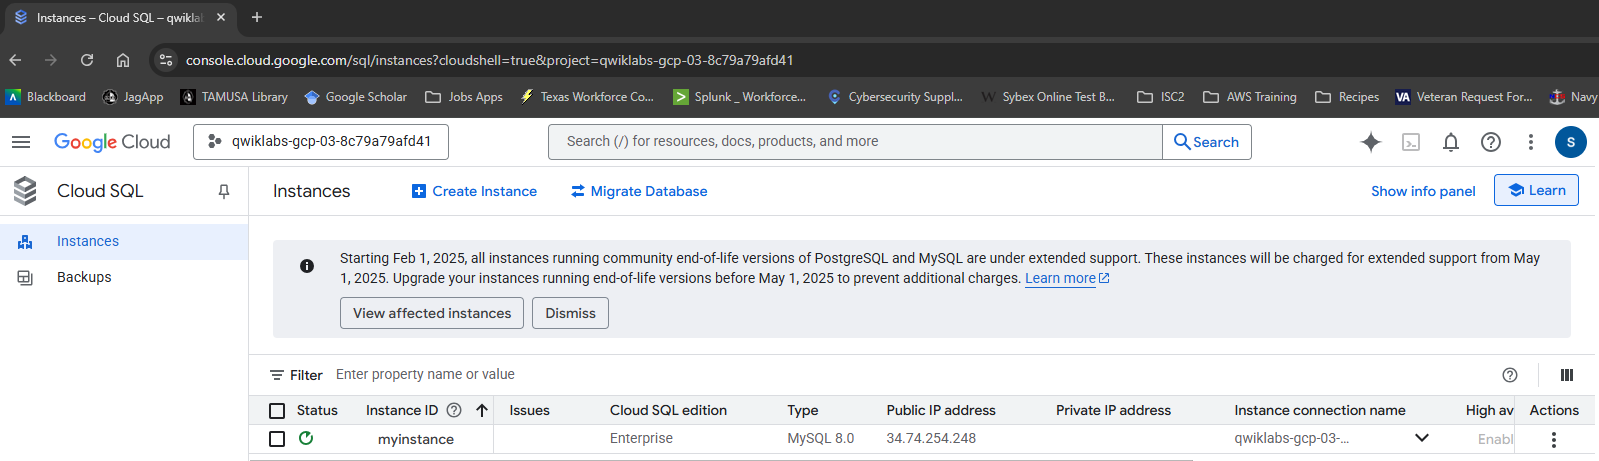 Instances – Cloud SQL – qwikla
console.cloud.google.com/sql/instances?cloudshell=true&project=qwiklabs-gcp-03-8c79a79afd41
Blackboard JagApp TAMUSA Library Google Scholar Jobs Apps Texas Workforce Co... Splunk _ Workforce... Cybersecurity Suppl... W Sybex Online Test B... ISC2 AWS Training Recipes VA Veteran Request For... Navy
Google Cloud qwiklabs-gcp-03-8c79a79afd41 Search (/) for resources, docs, products, and more Search S
Cloud SQL Instances Create Instance Migrate Database Show info panel Learn
Instances
Backups
Starting Feb 1, 2025, all instances running community end-of-life versions of PostgreSQL and MySQL are under extended support. These instances will be charged for extended support from May
1, 2025. Upgrade your instances running end-of-life versions before May 1, 2025 to prevent additional charges. Learn more
View affected instances Dismiss
Filter Enter property name or value
Status Instance ID Issues Cloud SQL edition Type Public IP address Private IP address Instance connection name High av Actions
myinstance Enterprise MySQL 8.0 34.74.254.248 qwiklabs-gcp-03-... Enabl